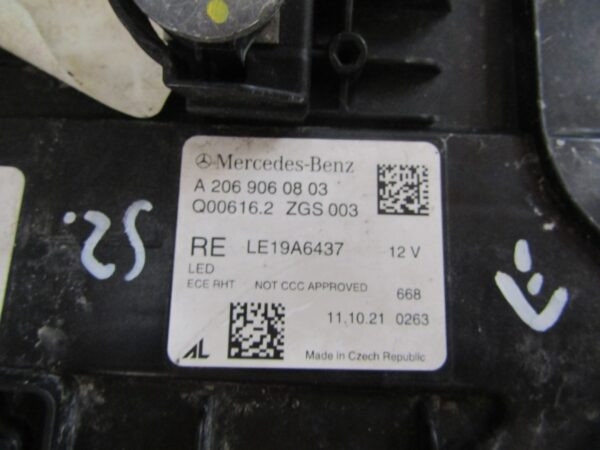 Mercedes-Benz
A 206 906 08 03
Q00616.2 ZGS 003
RE LE19A6437 12 V
LED
ECE RHT NOT CCC APPROVED
668
11.10.21 0263
AL
Made in Czech Republic
52.